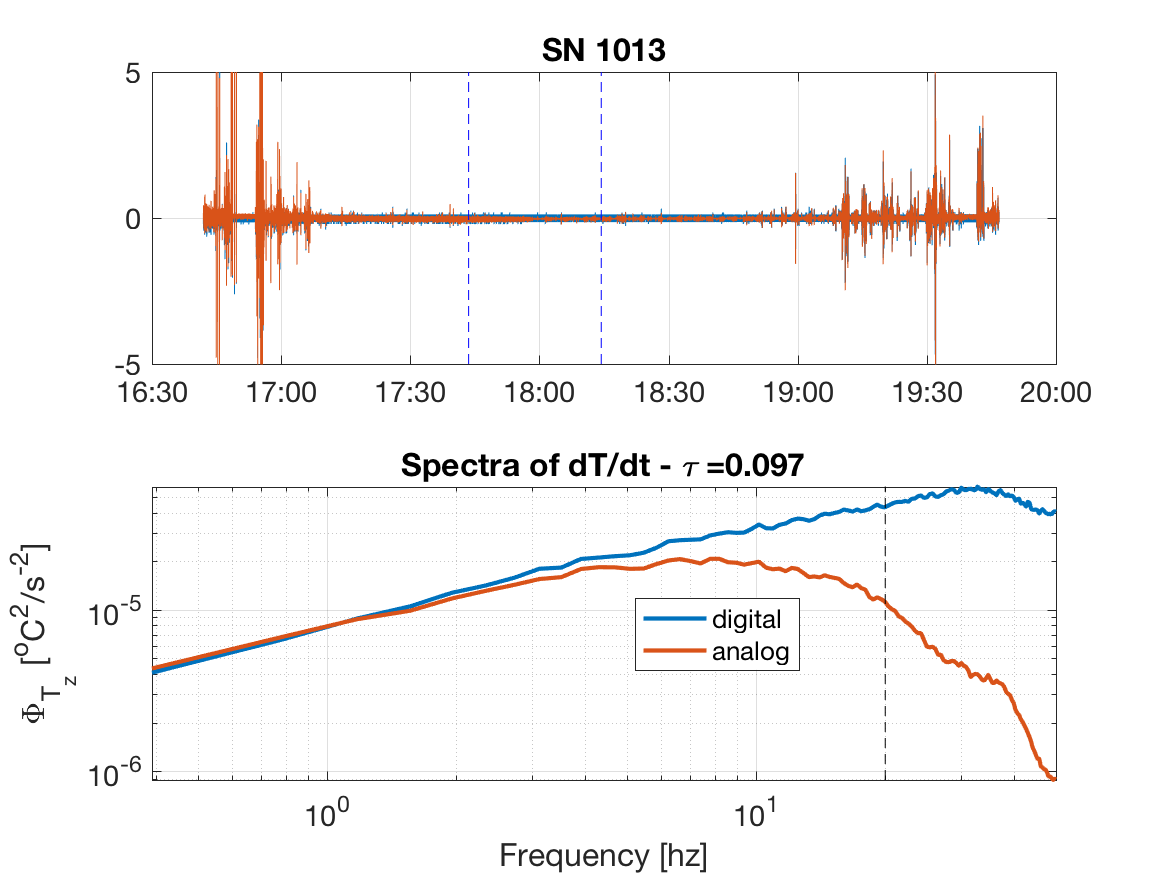 SN 1013
5
0
-5
16:30 17:00 17:30 18:00 18:30 19:00 19:30 20:00
Spectra of dT/dt - τ =0.097
Φ_{T_z} [°C²/s⁻²]
10⁻⁵
10⁻⁶
digital
analog
10⁰ 10¹
Frequency [hz]